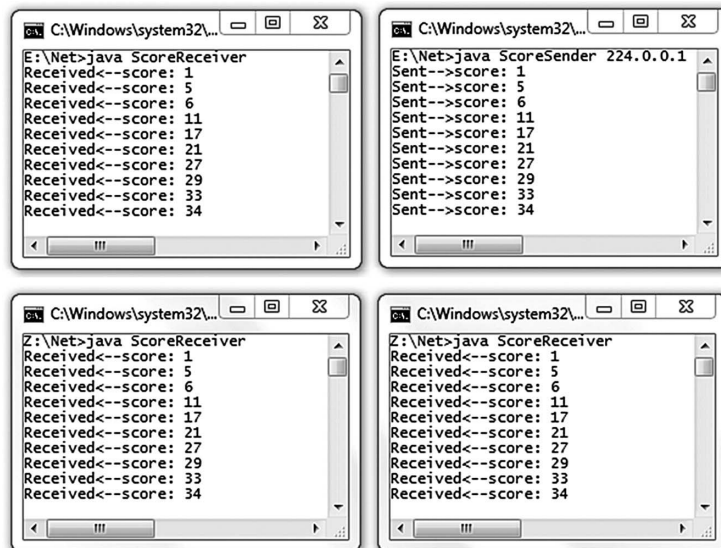 C:\Windows\system32\...
E:\Net>java ScoreReceiver
Received<--score: 1
Received<--score: 5
Received<--score: 6
Received<--score: 11
Received<--score: 17
Received<--score: 21
Received<--score: 27
Received<--score: 29
Received<--score: 33
Received<--score: 34
C:\Windows\system32\...
E:\Net>java ScoreSender 224.0.0.1
Sent-->score: 1
Sent-->score: 5
Sent-->score: 6
Sent-->score: 11
Sent-->score: 17
Sent-->score: 21
Sent-->score: 27
Sent-->score: 29
Sent-->score: 33
Sent-->score: 34
C:\Windows\system32\...
Z:\Net>java ScoreReceiver
Received<--score: 1
Received<--score: 5
Received<--score: 6
Received<--score: 11
Received<--score: 17
Received<--score: 21
Received<--score: 27
Received<--score: 29
Received<--score: 33
Received<--score: 34
C:\Windows\system32\...
Z:\Net>java ScoreReceiver
Received<--score: 1
Received<--score: 5
Received<--score: 6
Received<--score: 11
Received<--score: 17
Received<--score: 21
Received<--score: 27
Received<--score: 29
Received<--score: 33
Received<--score: 34